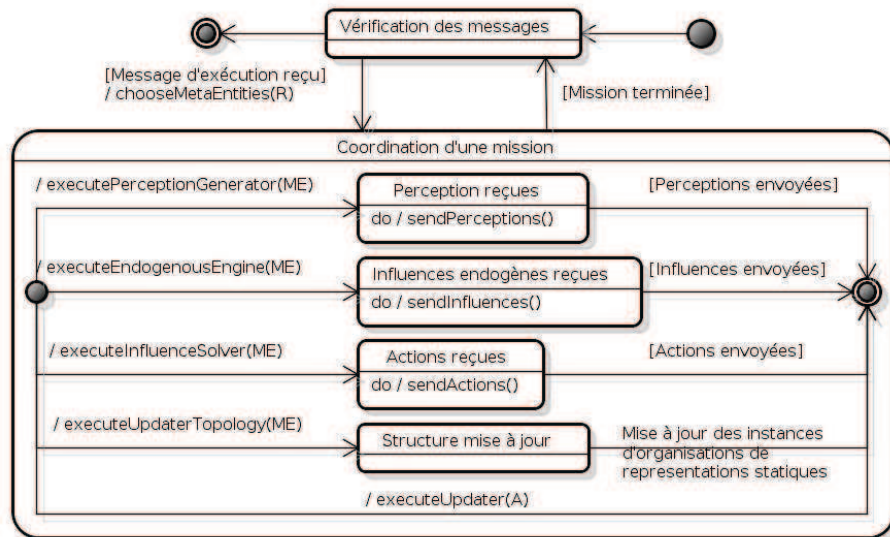 Vérification des messages
[Message d'exécution reçu]
/ chooseMetaEntities(R)
[Mission terminée]
Coordination d'une mission
/ executePerceptionGenerator(ME)
Perception reçues
do / sendPerceptions()
[Perceptions envoyées]
/ executeEndogenousEngine(ME)
Influences endogènes reçues
do / sendInfluences()
[Influences envoyées]
/ executeInfluenceSolver(ME)
Actions reçues
do / sendActions()
[Actions envoyées]
/ executeUpdaterTopology(ME)
Structure mise à jour
Mise à jour des instances
d'organisations de
representations statiques
/ executeUpdater(A)